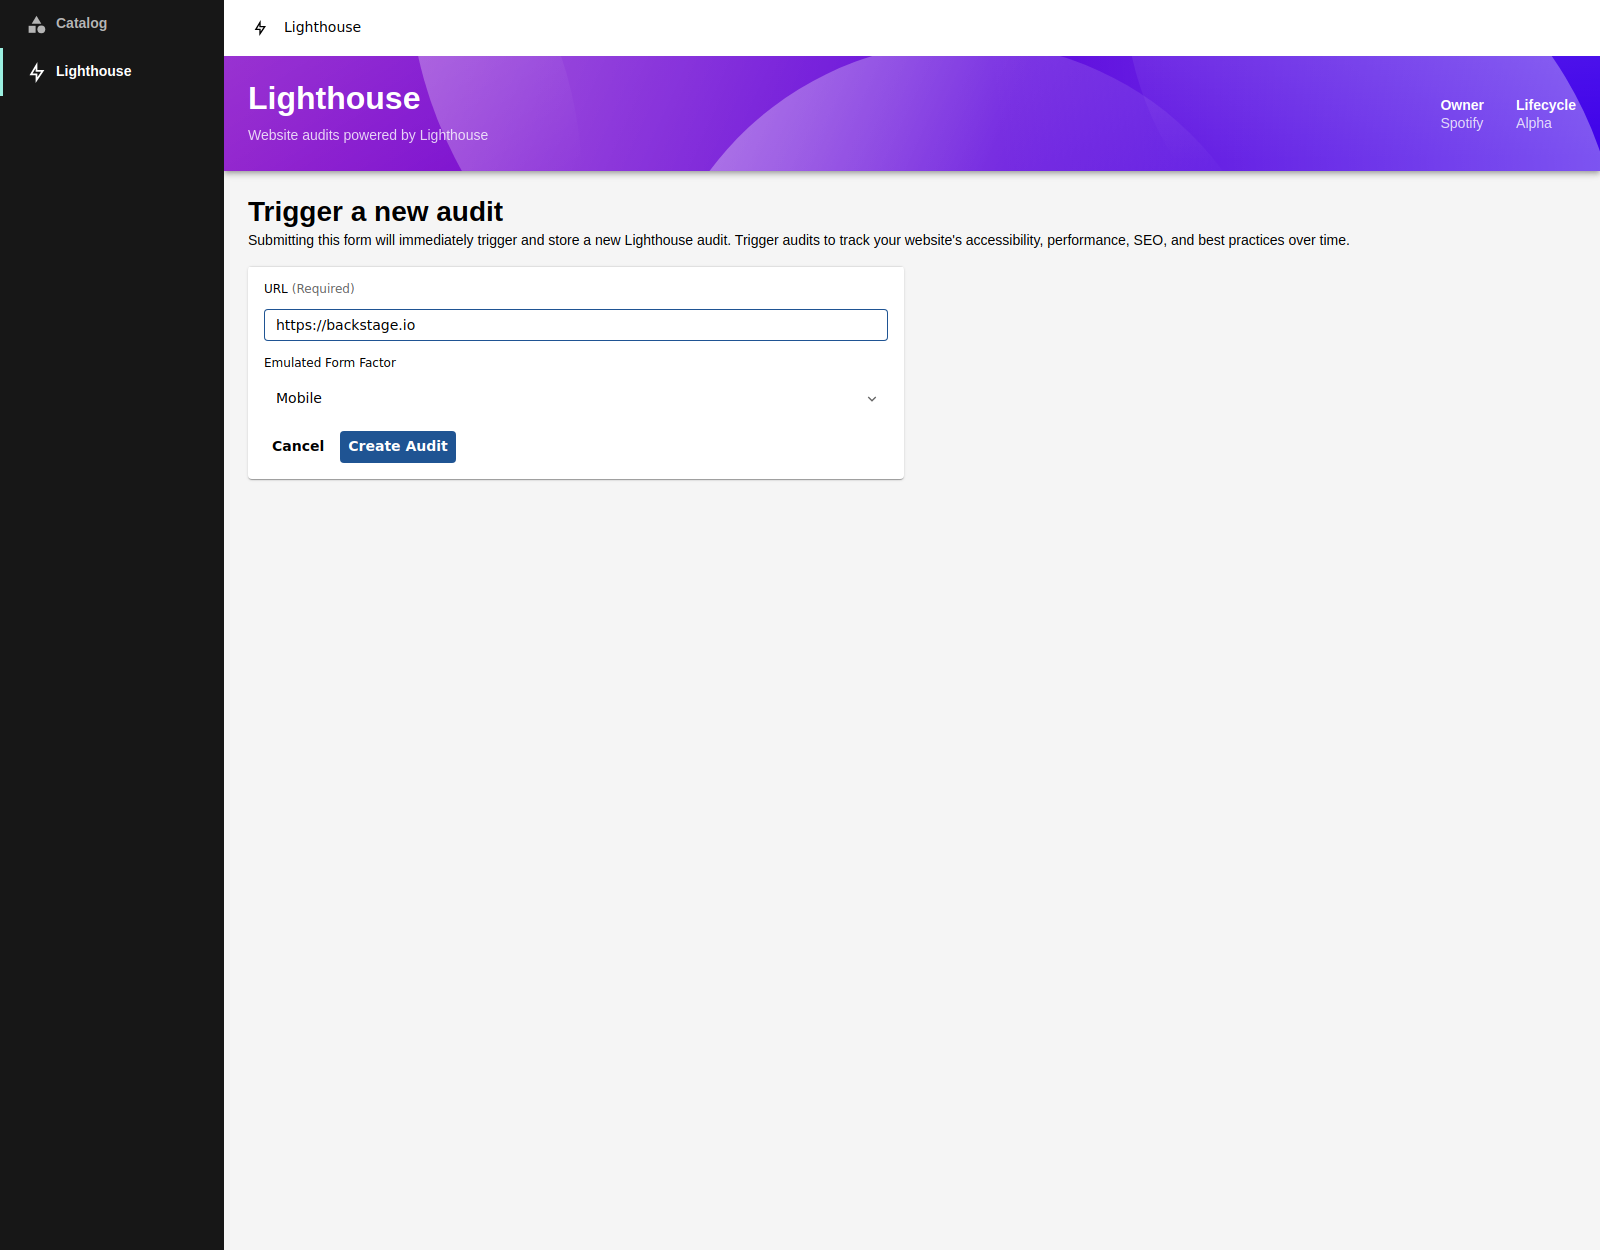 Catalog
Lighthouse
Lighthouse
Lighthouse
Website audits powered by Lighthouse
Owner
Spotify
Lifecycle
Alpha
Trigger a new audit
Submitting this form will immediately trigger and store a new Lighthouse audit. Trigger audits to track your website's accessibility, performance, SEO, and best practices over time.
URL (Required)
https://backstage.io
Emulated Form Factor
Mobile
Cancel
Create Audit